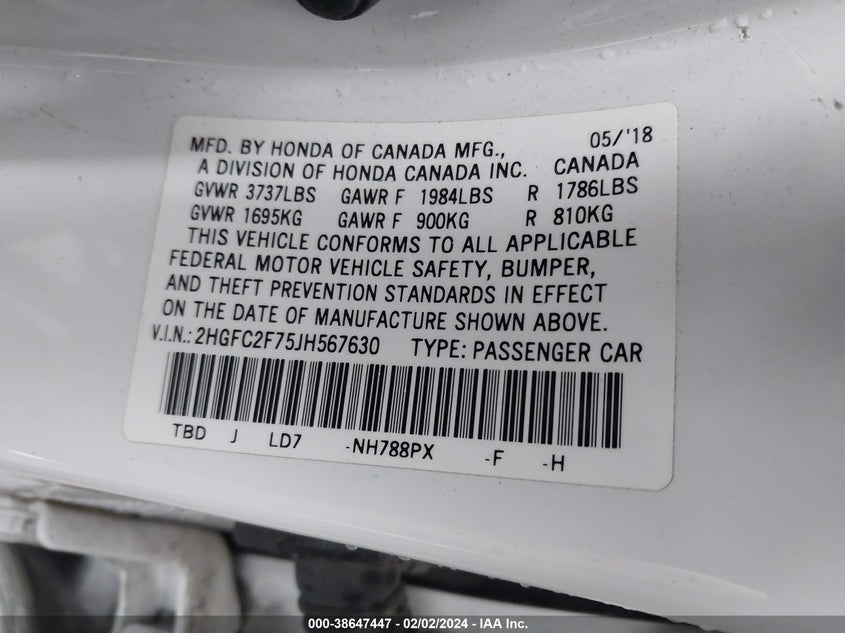 MFD. BY HONDA OF CANADA MFG., 05/'18
A DIVISION OF HONDA CANADA INC. CANADA
GVWR 3737LBS GAWR F 1984LBS R 1786LBS
GVWR 1695KG GAWR F 900KG R 810KG
THIS VEHICLE CONFORMS TO ALL APPLICABLE
FEDERAL MOTOR VEHICLE SAFETY, BUMPER,
AND THEFT PREVENTION STANDARDS IN EFFECT
ON THE DATE OF MANUFACTURE SHOWN ABOVE.
V.I.N.: 2HGFC2F75JH567630 TYPE: PASSENGER CAR
TBD J LD7 -NH788PX -F -H
000-38647447 - 02/02/2024 - IAA Inc.